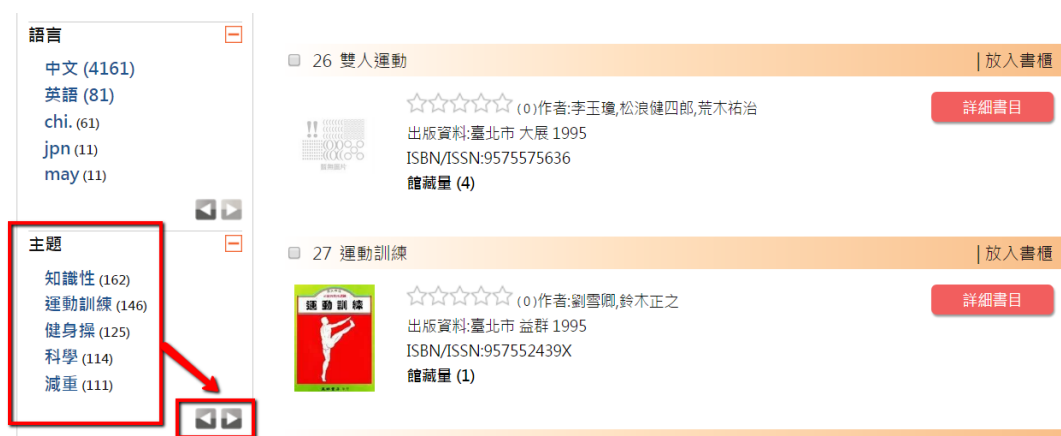 語言
中文 (4161)
英語 (81)
chi. (61)
jpn (11)
may (11)
主題
知識性 (162)
運動訓練 (146)
健身操 (125)
科學 (114)
減重 (111)
26 雙人運動 |放入書櫃
(0)作者:李玉瓊,松浪健四郎,荒木祐治 詳細書目
出版資料:臺北市 大展 1995
ISBN/ISSN:9575575636
館藏量 (4)
27 運動訓練 |放入書櫃
運動訓練
(0)作者:劉雪卿,鈴木正之 詳細書目
出版資料:臺北市 益群 1995
ISBN/ISSN:957552439X
館藏量 (1)